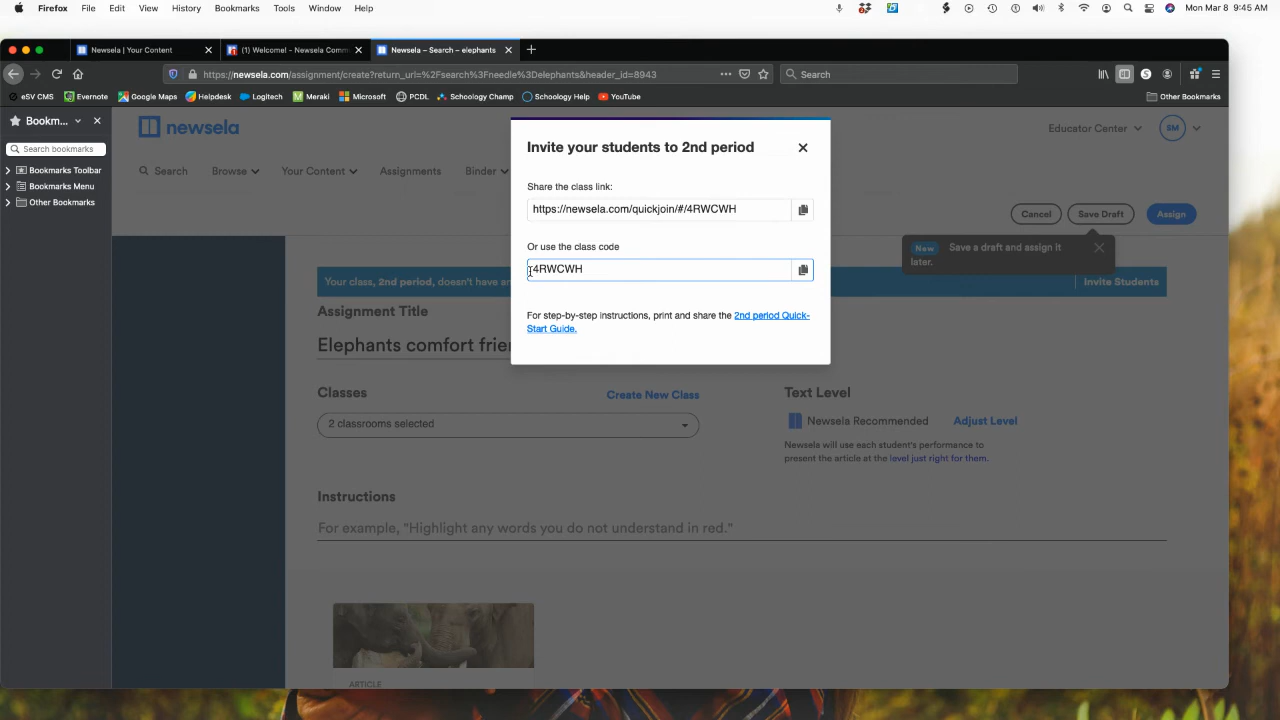 Firefox File Edit View History Bookmarks Tools Window Help Mon Mar 8 9:45 AM
Newsela | Your Content (1) Welcome! - Newsela Comm Newsela – Search – elephants
https://newsela.com/assignment/create?return_url=%2Fsearch%3Fneedle%3Delephants&header_id=8943 Search
eSV CMS Evernote Google Maps Helpdesk Logitech Meraki Microsoft PCDL Schoology Champ Schoology Help YouTube Other Bookmarks
Bookm...
Search bookmarks
Bookmarks Toolbar
Bookmarks Menu
Other Bookmarks
newsela Educator Center
Search Browse Your Content Assignments Binder
Cancel Save Draft Assign
New Save a draft and assign it
later.
Invite your students to 2nd period
Share the class link:
https://newsela.com/quickjoin/#/4RWCWH
Or use the class code
4RWCWH
For step-by-step instructions, print and share the 2nd period Quick-
Start Guide.
Your class, 2nd period, doesn't have Invite Students
Assignment Title
Elephants comfort
Classes Create New Class
2 classrooms selected
Text Level
Newsela Recommended Adjust Level
Newsela will use each student's performance to
present the article at the level just right for them.
Instructions
For example, "Highlight any words you do not understand in red."
ARTICLE